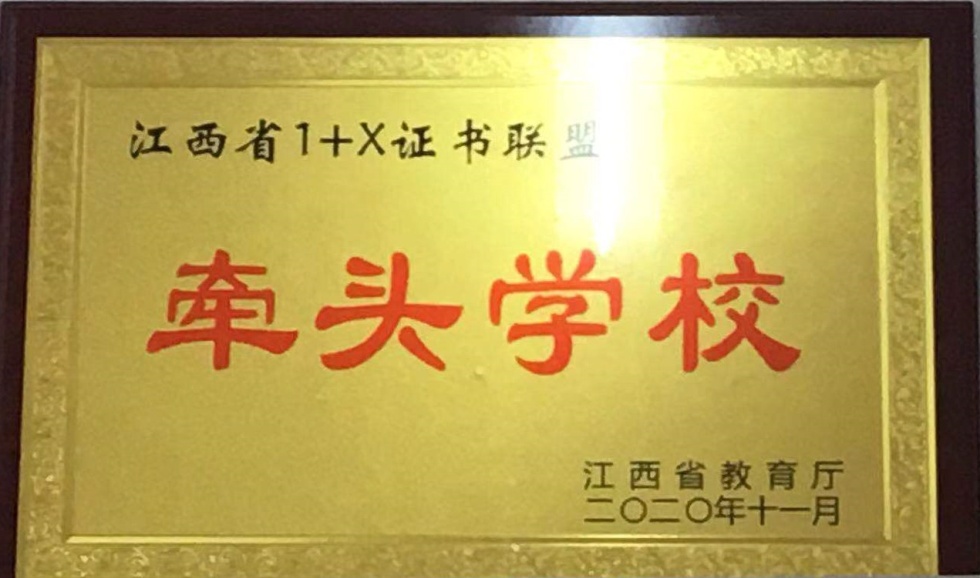 江西省1+X证书联盟
牵头学校
江西省教育厅
二〇二〇年十一月